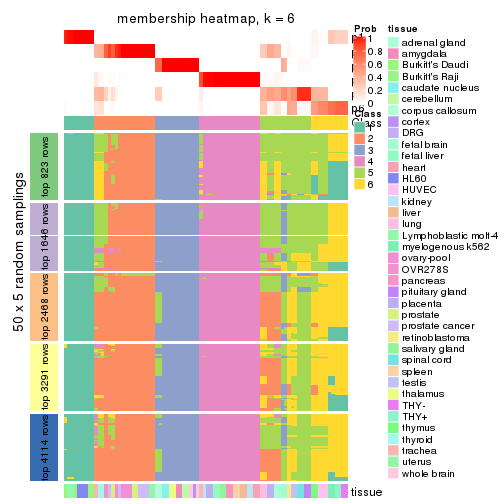 membership heatmap, k = 6
50 x 5 random samplings
top 823 rows
top 1646 rows
top 2468 rows
top 3291 rows
top 4114 rows
Prob
1
0.8
0.6
0.4
0.2
0
Class
1
2
3
4
5
6
tissue
adrenal gland
amygdala
Burkitt's Daudi
Burkitt's Raji
caudate nucleus
cerebellum
corpus callosum
cortex
DRG
fetal brain
fetal liver
heart
HL60
HUVEC
kidney
liver
lung
Lymphoblastic molt-4
myelogenous k562
ovary-pool
OVR278S
pancreas
pituitary gland
placenta
prostate
prostate cancer
retinoblastoma
salivary gland
spinal cord
spleen
testis
thalamus
THY-
THY+
thymus
thyroid
trachea
uterus
whole brain
tissue